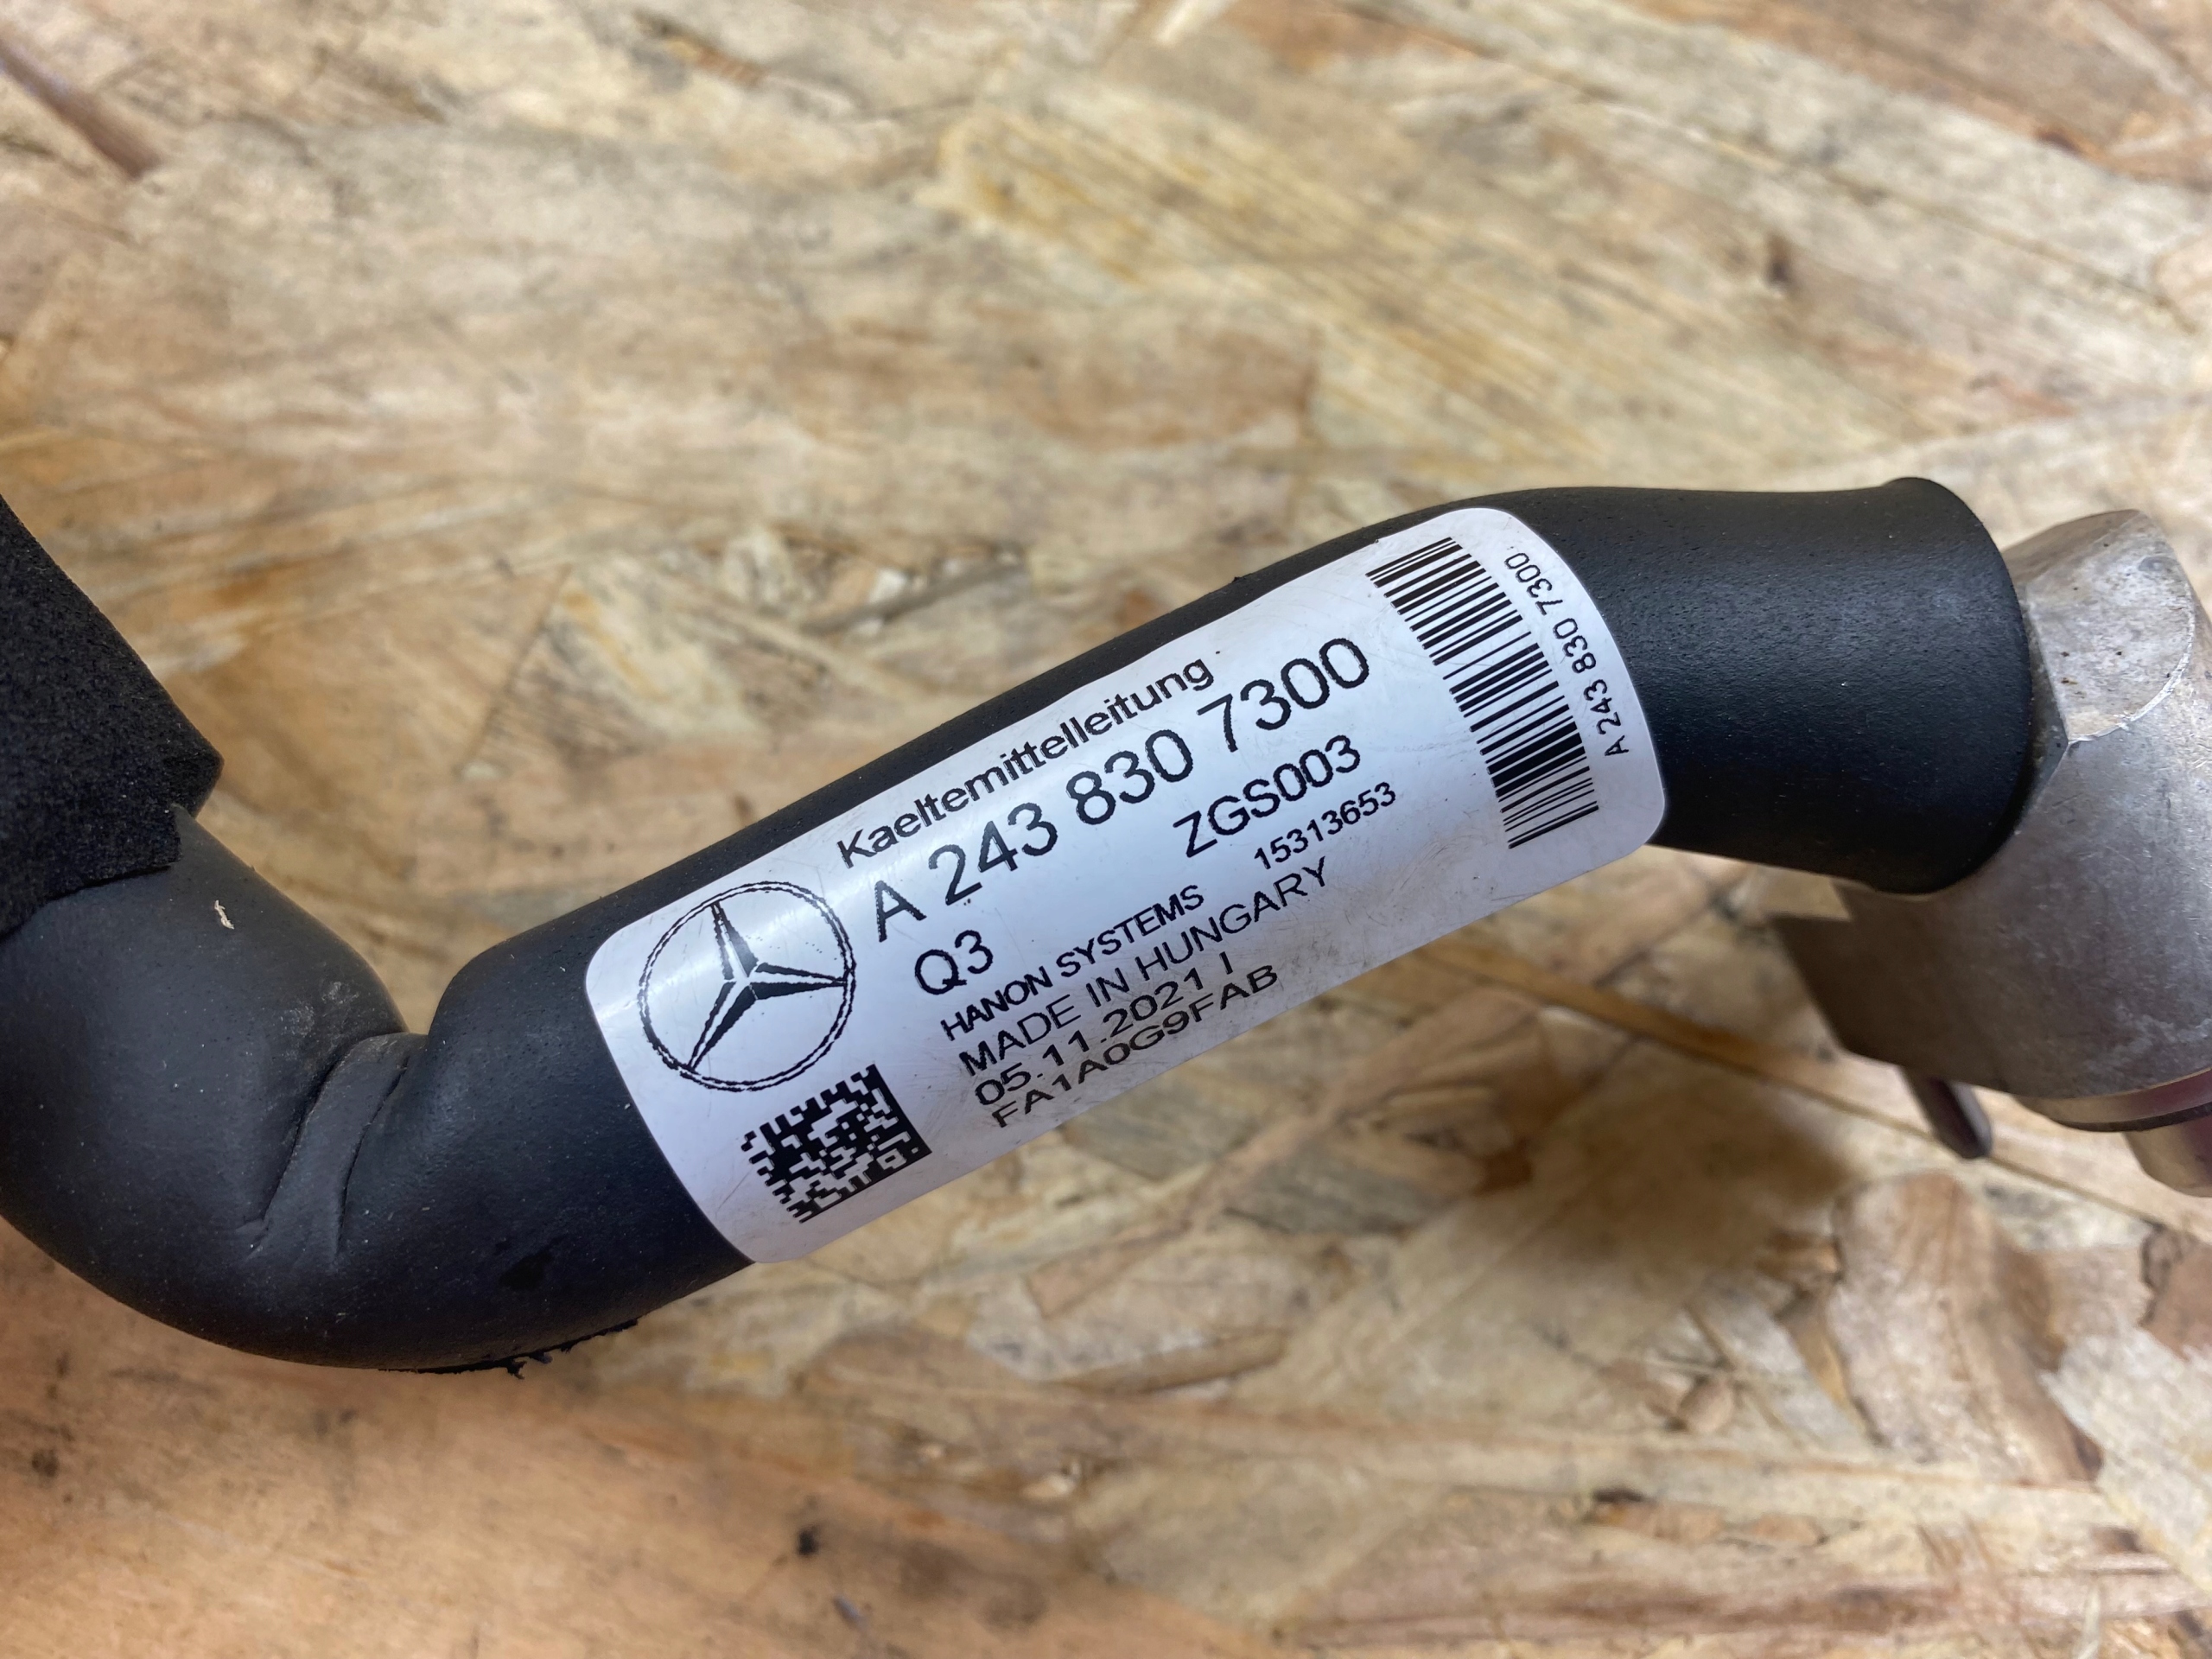 Kaeltemittelleitung
A 243 830 7300
ZGS003
Q3
HANON SYSTEMS 15313653
MADE IN HUNGARY
05.11.2021 I
FA1A0G9FAB
A 243 830 7300